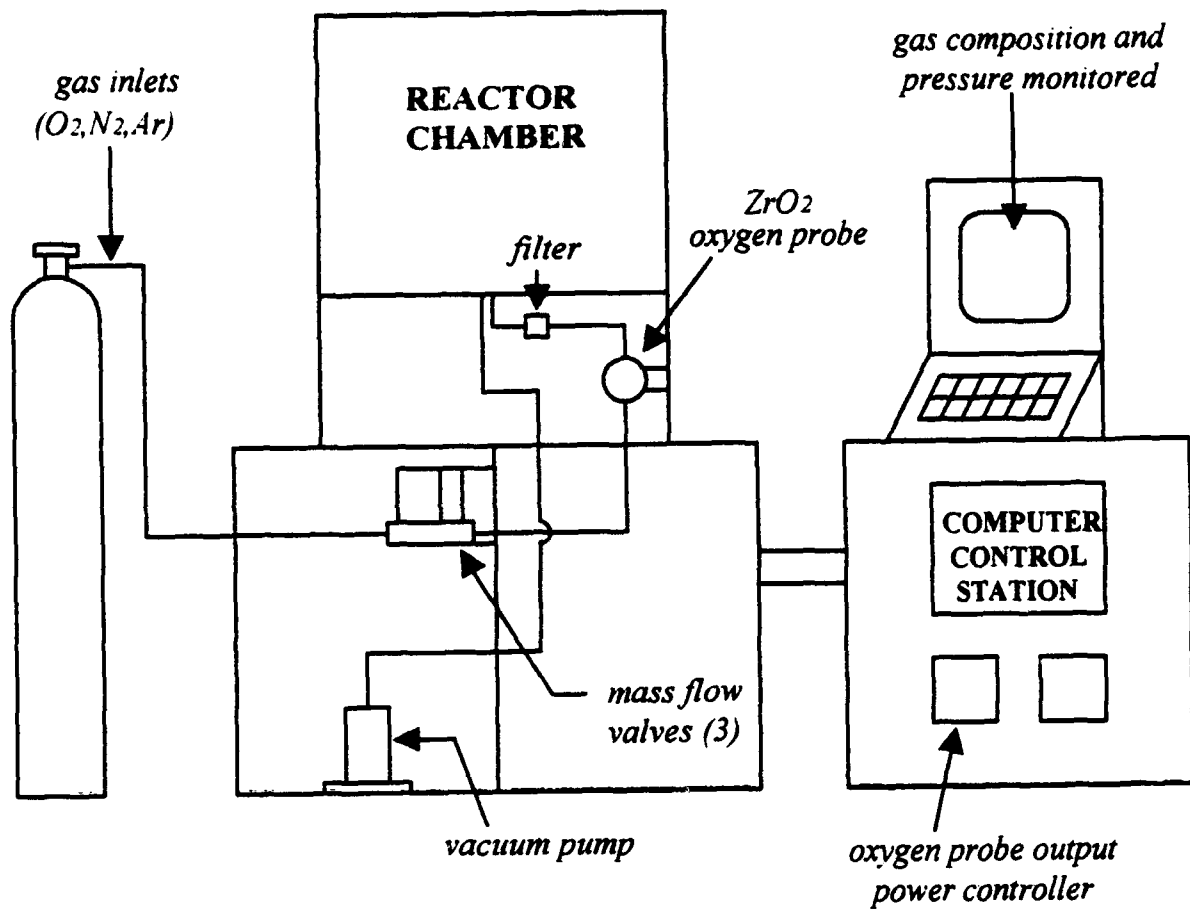 gas inlets
(O2,N2,Ar)
REACTOR
CHAMBER
gas composition and
pressure monitored
ZrO2
oxygen probe
filter
COMPUTER
CONTROL
STATION
mass flow
valves (3)
vacuum pump
oxygen probe output
power controller